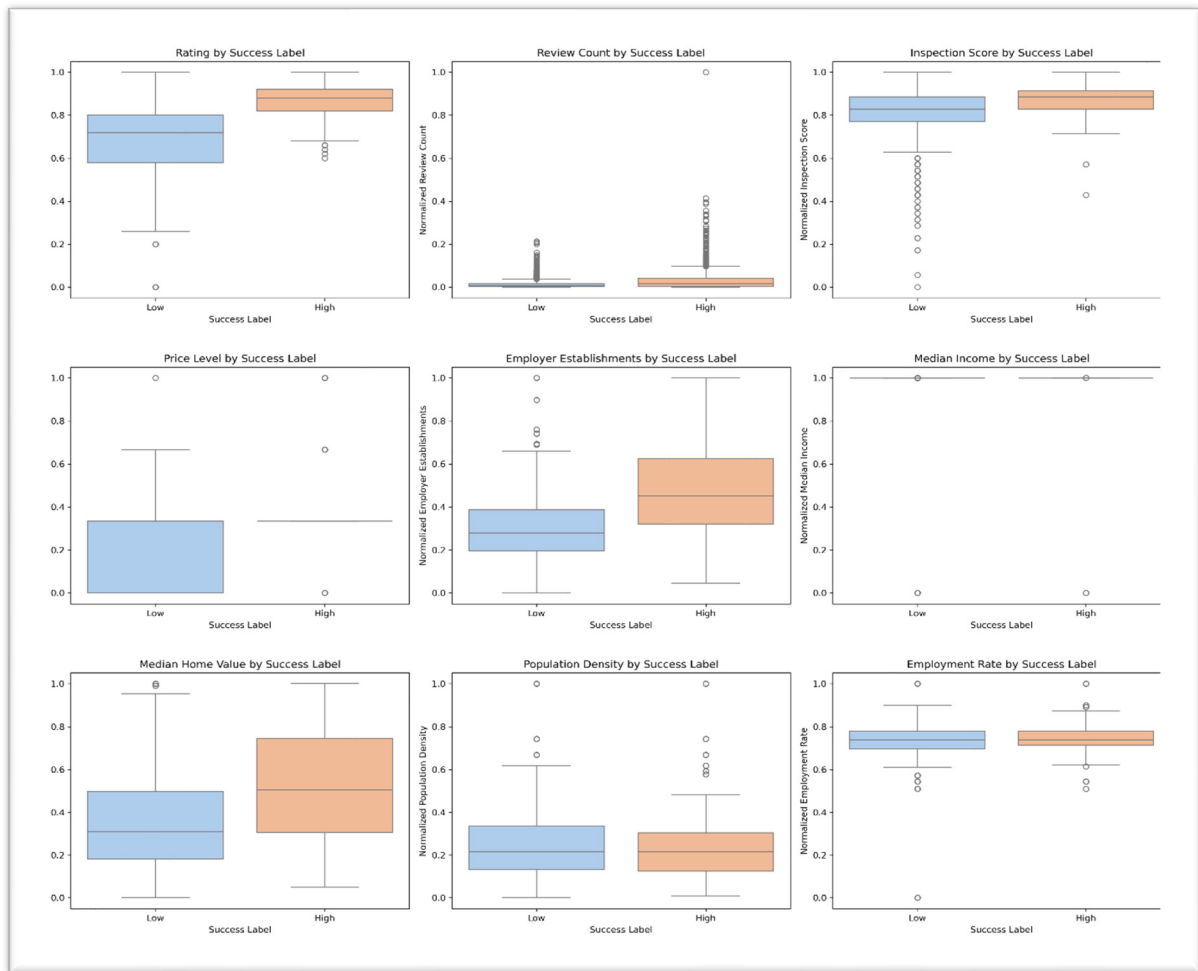 Rating by Success Label
1.0
0.8
0.6
0.4
0.2
0.0
Low
High
Success Label
Review Count by Success Label
Normalized Review Count
1.0
0.8
0.6
0.4
0.2
0.0
Low
High
Success Label
Inspection Score by Success Label
Normalized Inspection Score
1.0
0.8
0.6
0.4
0.2
0.0
Low
High
Success Label
Price Level by Success Label
1.0
0.8
0.6
0.4
0.2
0.0
Low
High
Success Label
Employer Establishments by Success Label
Normalized Employer Establishments
1.0
0.8
0.6
0.4
0.2
0.0
Low
High
Success Label
Median Income by Success Label
Normalized Median Income
1.0
0.8
0.6
0.4
0.2
0.0
Low
High
Success Label
Median Home Value by Success Label
1.0
0.8
0.6
0.4
0.2
0.0
Low
High
Success Label
Population Density by Success Label
Normalized Population Density
1.0
0.8
0.6
0.4
0.2
0.0
Low
High
Success Label
Employment Rate by Success Label
Normalized Employment Rate
1.0
0.8
0.6
0.4
0.2
0.0
Low
High
Success Label